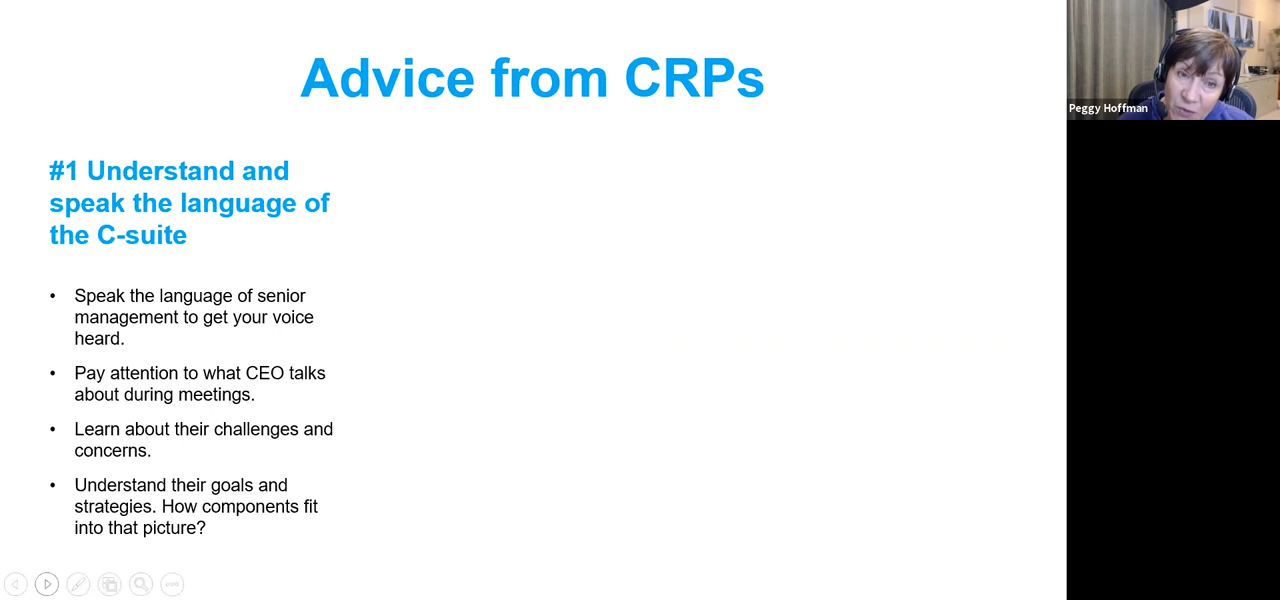 Advice from CRPs
Peggy Hoffman
#1 Understand and
speak the language of
the C-suite
• Speak the language of senior
management to get your voice
heard.
• Pay attention to what CEO talks
about during meetings.
• Learn about their challenges and
concerns.
• Understand their goals and
strategies. How components fit
into that picture?